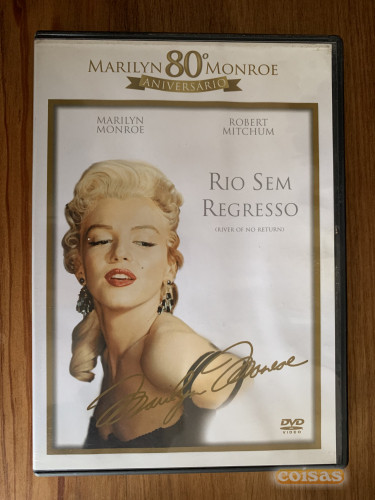 MARILYN 80º MONROE
ANIVERSÁRIO
MARILYN MONROE
ROBERT MITCHUM
RIO SEM
REGRESSO
(RIVER OF NO RETURN)
Marilyn Monroe
DVD
VIDEO
coisas